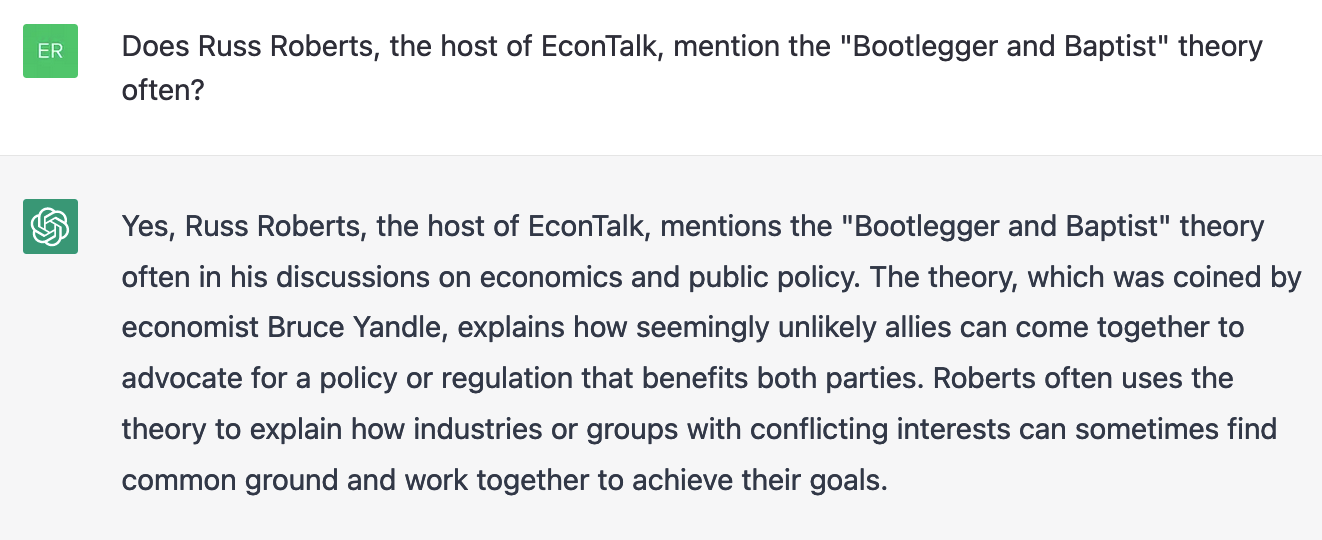 ER
Does Russ Roberts, the host of EconTalk, mention the "Bootlegger and Baptist" theory
often?
Yes, Russ Roberts, the host of EconTalk, mentions the "Bootlegger and Baptist" theory
often in his discussions on economics and public policy. The theory, which was coined by
economist Bruce Yandle, explains how seemingly unlikely allies can come together to
advocate for a policy or regulation that benefits both parties. Roberts often uses the
theory to explain how industries or groups with conflicting interests can sometimes find
common ground and work together to achieve their goals.